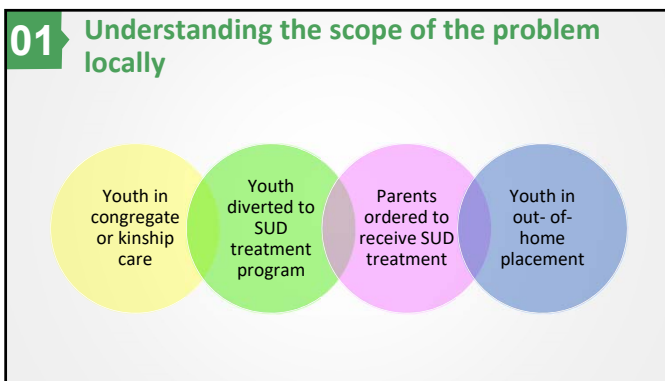 01
Understanding the scope of the problem
locally
Youth in
congregate
or kinship
care
Youth
diverted to
SUD
treatment
program
Parents
ordered to
receive SUD
treatment
Youth in
out- of-
home
placement